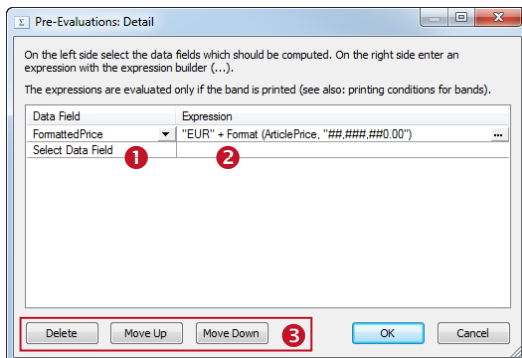 Σ Pre-Evaluations: Detail
On the left side select the data fields which should be computed. On the right side enter an
expression with the expression builder (...).
The expressions are evaluated only if the band is printed (see also: printing conditions for bands).
Data Field Expression
FormattedPrice "EUR" + Format (ArticlePrice, "##,###,##0.00") ...
Select Data Field
1 2
Delete Move Up Move Down 3 OK Cancel